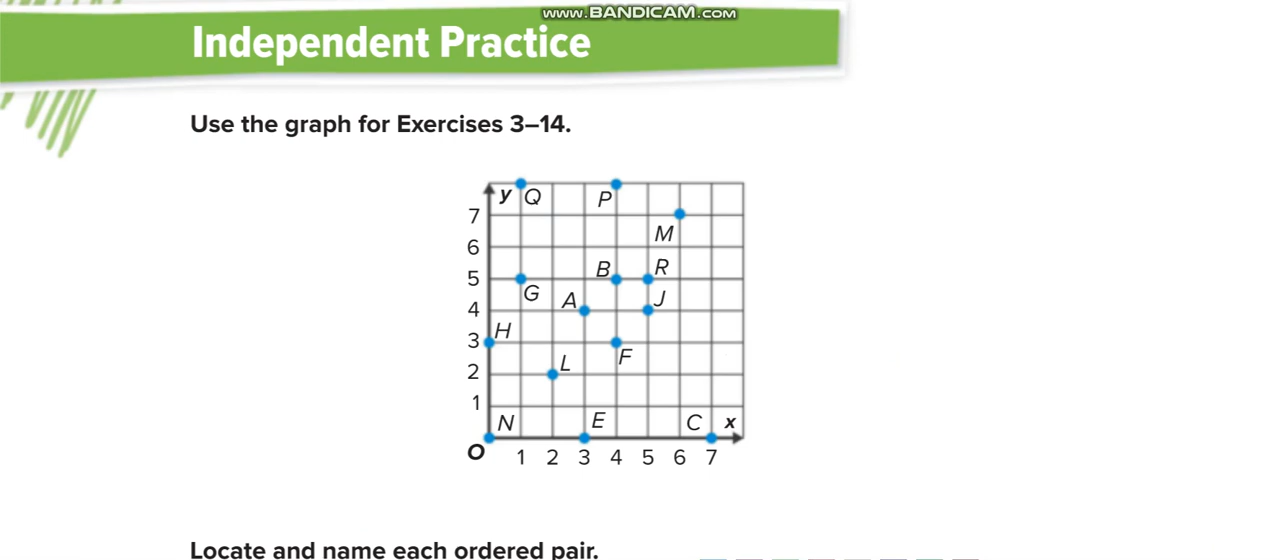 www.BANDICAM.com
Independent Practice
Use the graph for Exercises 3–14.
y Q P
7
M
6
B R
5
G A J
4
H
3
F
L
2
1
N E C x
O
1 2 3 4 5 6 7
Locate and name each ordered pair.